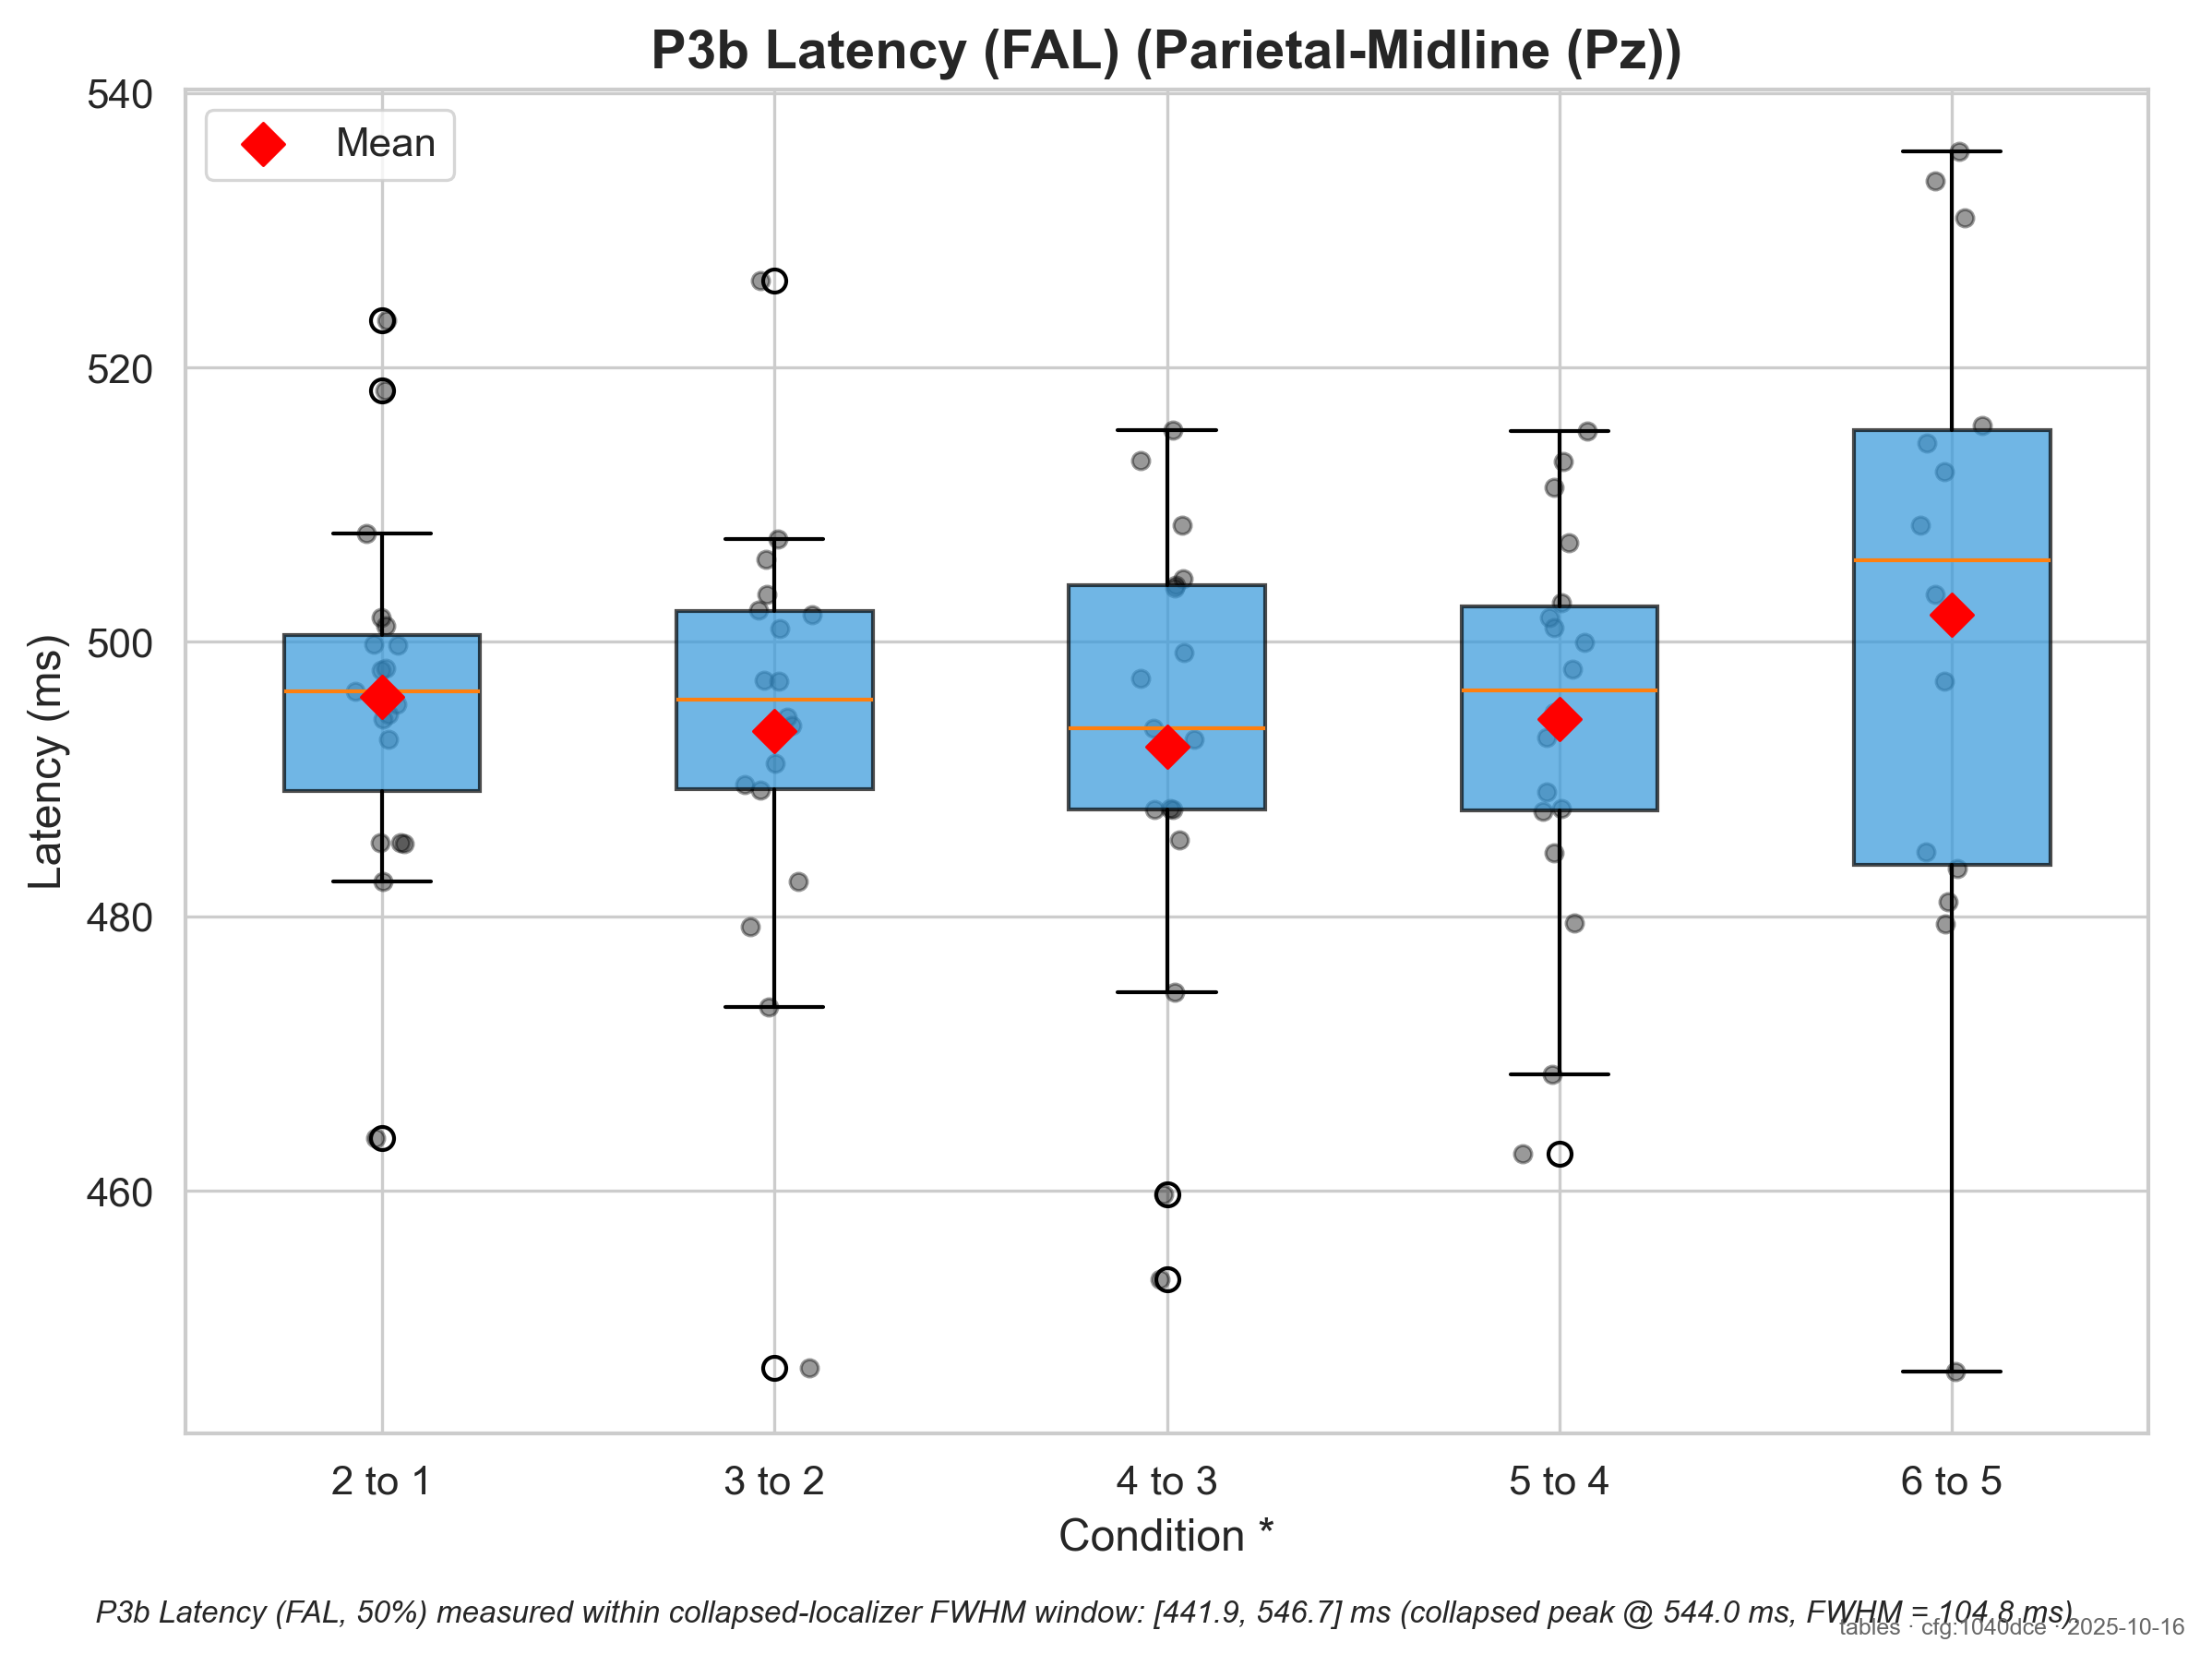 P3b Latency (FAL) (Parietal-Midline (Pz))
Mean
Latency (ms)
540
520
500
480
460
2 to 1 3 to 2 4 to 3 5 to 4 6 to 5
Condition *
P3b Latency (FAL, 50%) measured within collapsed-localizer FWHM window: [441.9, 546.7] ms (collapsed peak @ 544.0 ms, FWHM = 104.8 ms).
tables · cfg:1040dce · 2025-10-16